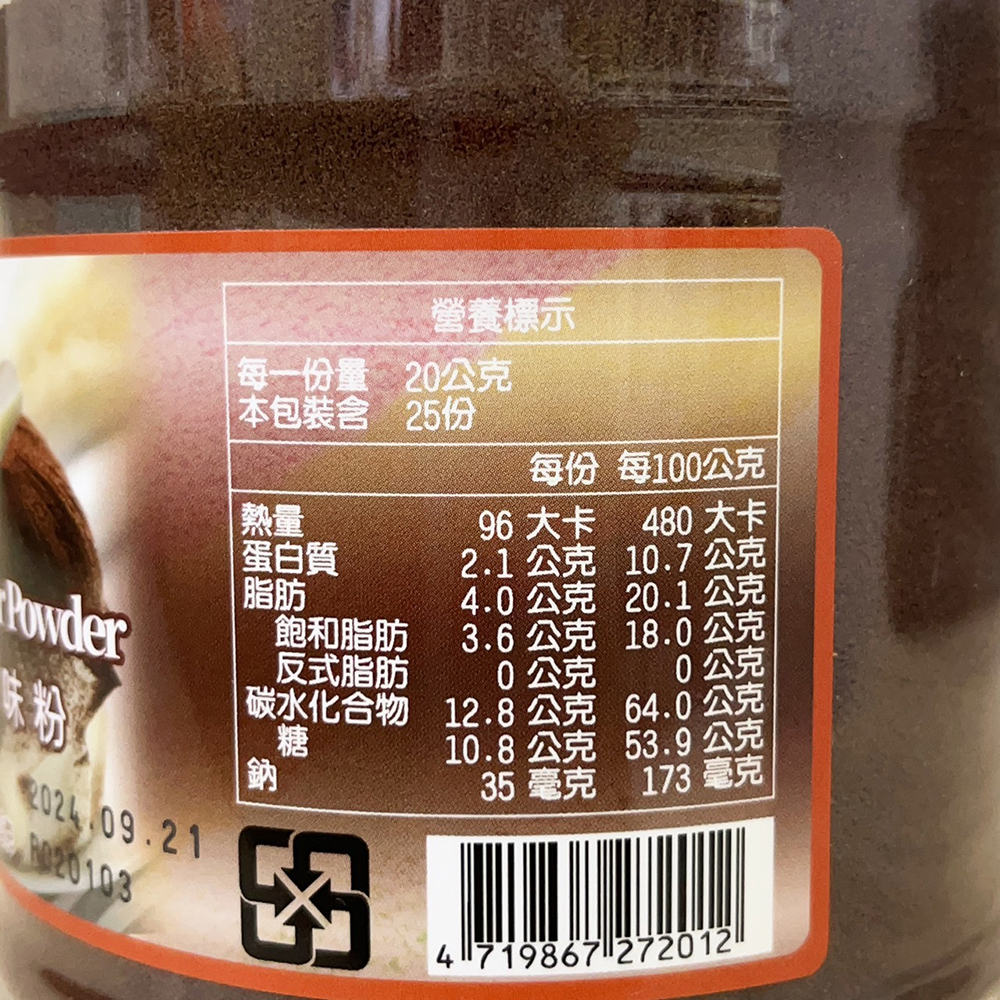 營養標示
每一份量 20公克
本包裝含 25份
每份 每100公克
熱量 96 大卡 480 大卡
蛋白質 2.1 公克 10.7 公克
脂肪 4.0 公克 20.1 公克
飽和脂肪 3.6 公克 18.0 公克
反式脂肪 0 公克 0 公克
碳水化合物 12.8 公克 64.0 公克
糖 10.8 公克 53.9 公克
鈉 35 毫克 173 毫克
Powder
味粉
2024.09.21
R020103
4 719867 272012